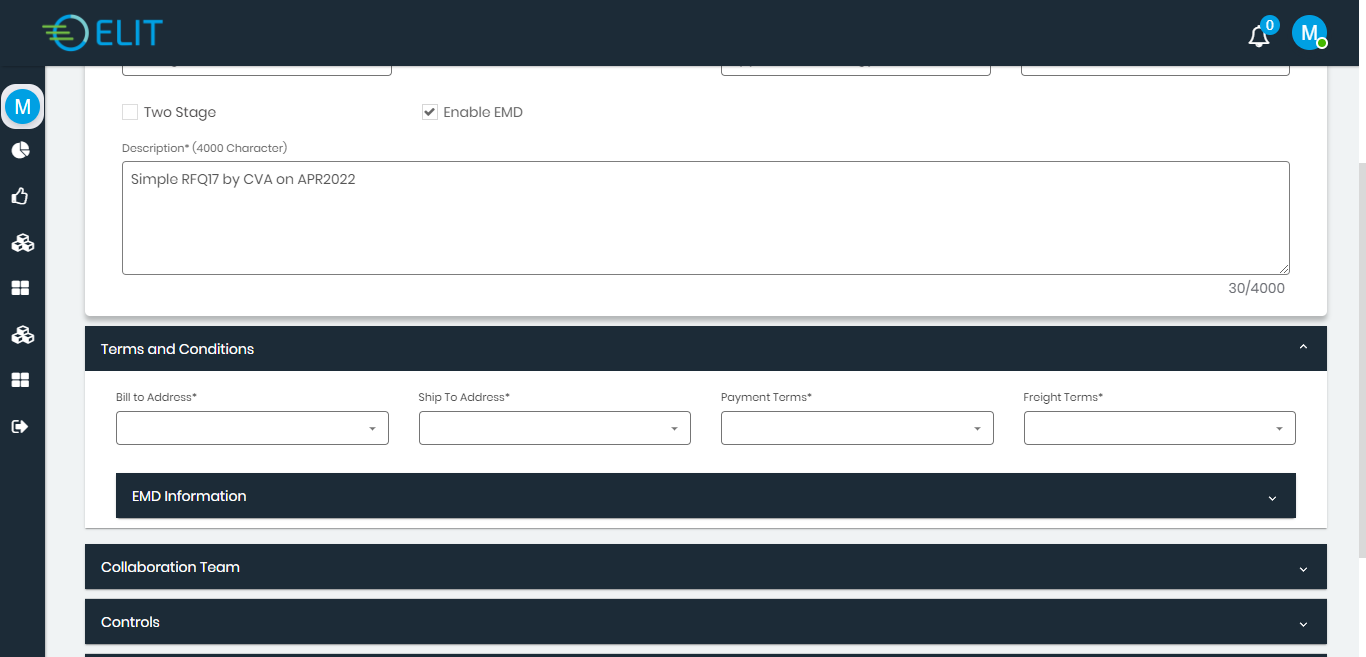 ELIT
0
M
M
Two Stage
Enable EMD
Description* (4000 Character)
Simple RFQ17 by CVA on APR2022
30/4000
Terms and Conditions
Bill to Address*
Ship To Address*
Payment Terms*
Freight Terms*
EMD Information
Collaboration Team
Controls